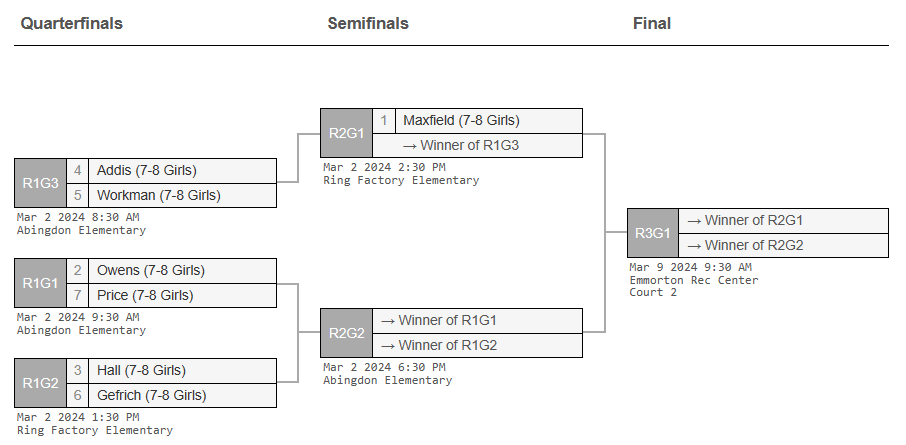 Quarterfinals
Semifinals
Final
R1G3
4 Addis (7-8 Girls)
5 Workman (7-8 Girls)
Mar 2 2024 8:30 AM
Abingdon Elementary
R1G1
2 Owens (7-8 Girls)
7 Price (7-8 Girls)
Mar 2 2024 9:30 AM
Abingdon Elementary
R1G2
3 Hall (7-8 Girls)
6 Gefrich (7-8 Girls)
Mar 2 2024 1:30 PM
Ring Factory Elementary
R2G1
1 Maxfield (7-8 Girls)
→ Winner of R1G3
Mar 2 2024 2:30 PM
Ring Factory Elementary
R2G2
→ Winner of R1G1
→ Winner of R1G2
Mar 2 2024 6:30 PM
Abingdon Elementary
R3G1
→ Winner of R2G1
→ Winner of R2G2
Mar 9 2024 9:30 AM
Emmorton Rec Center
Court 2